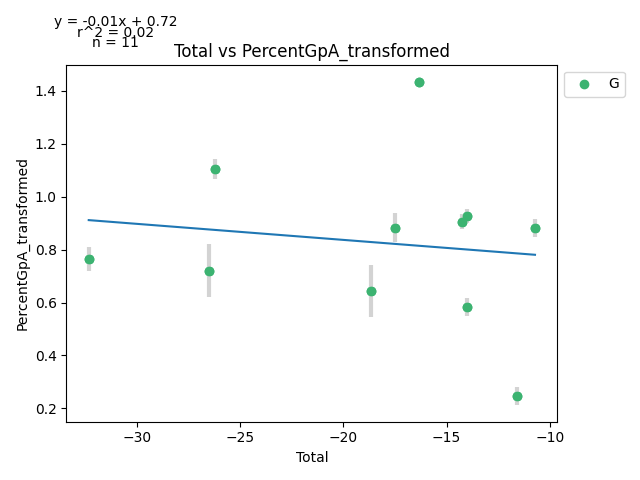 y = -0.01x + 0.72
r^2 = 0.02
n = 11
Total vs PercentGpA_transformed
G
1.4
1.2
1.0
0.8
0.6
0.4
0.2
PercentGpA_transformed
−30
−25
−20
−15
−10
Total